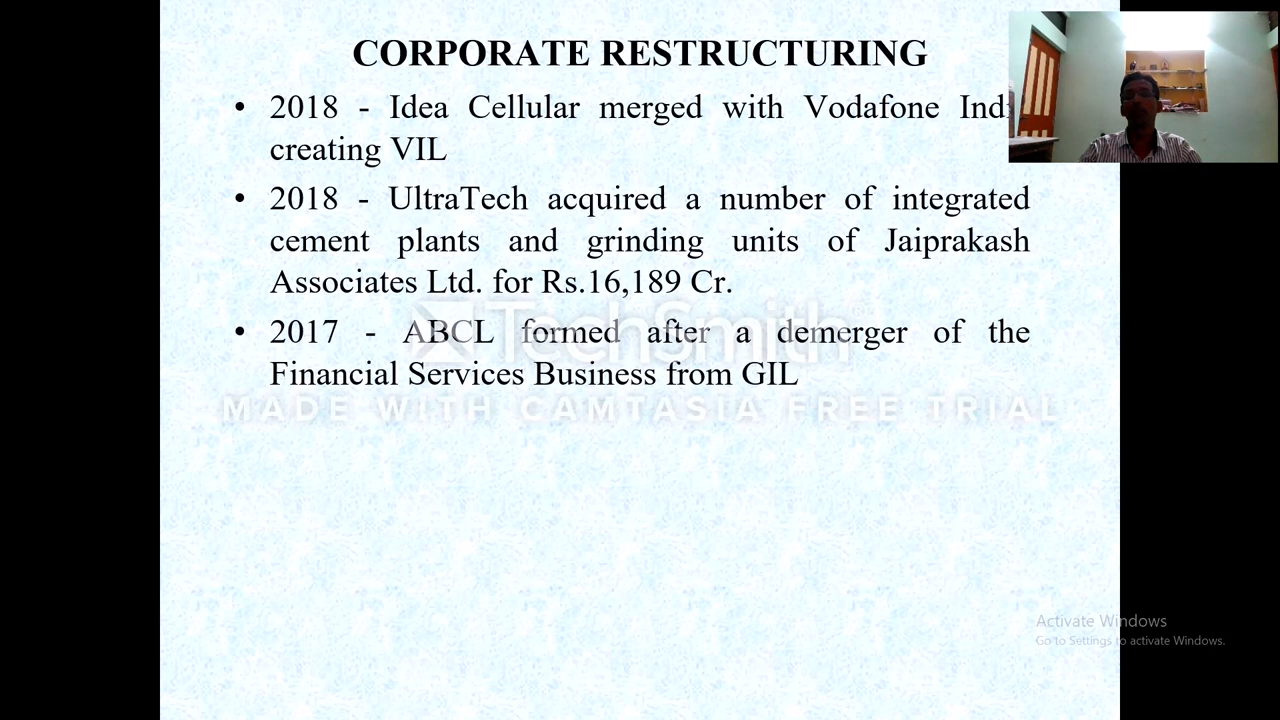 CORPORATE RESTRUCTURING
• 2018 - Idea Cellular merged with Vodafone Ind
creating VIL
• 2018 - UltraTech acquired a number of integrated
cement plants and grinding units of Jaiprakash
Associates Ltd. for Rs.16,189 Cr.
• 2017 - ABCL formed after a demerger of the
Financial Services Business from GIL
TechSmith®
MADE WITH CAMTASIA FREE TRIAL
Activate Windows
Go to Settings to activate Windows.